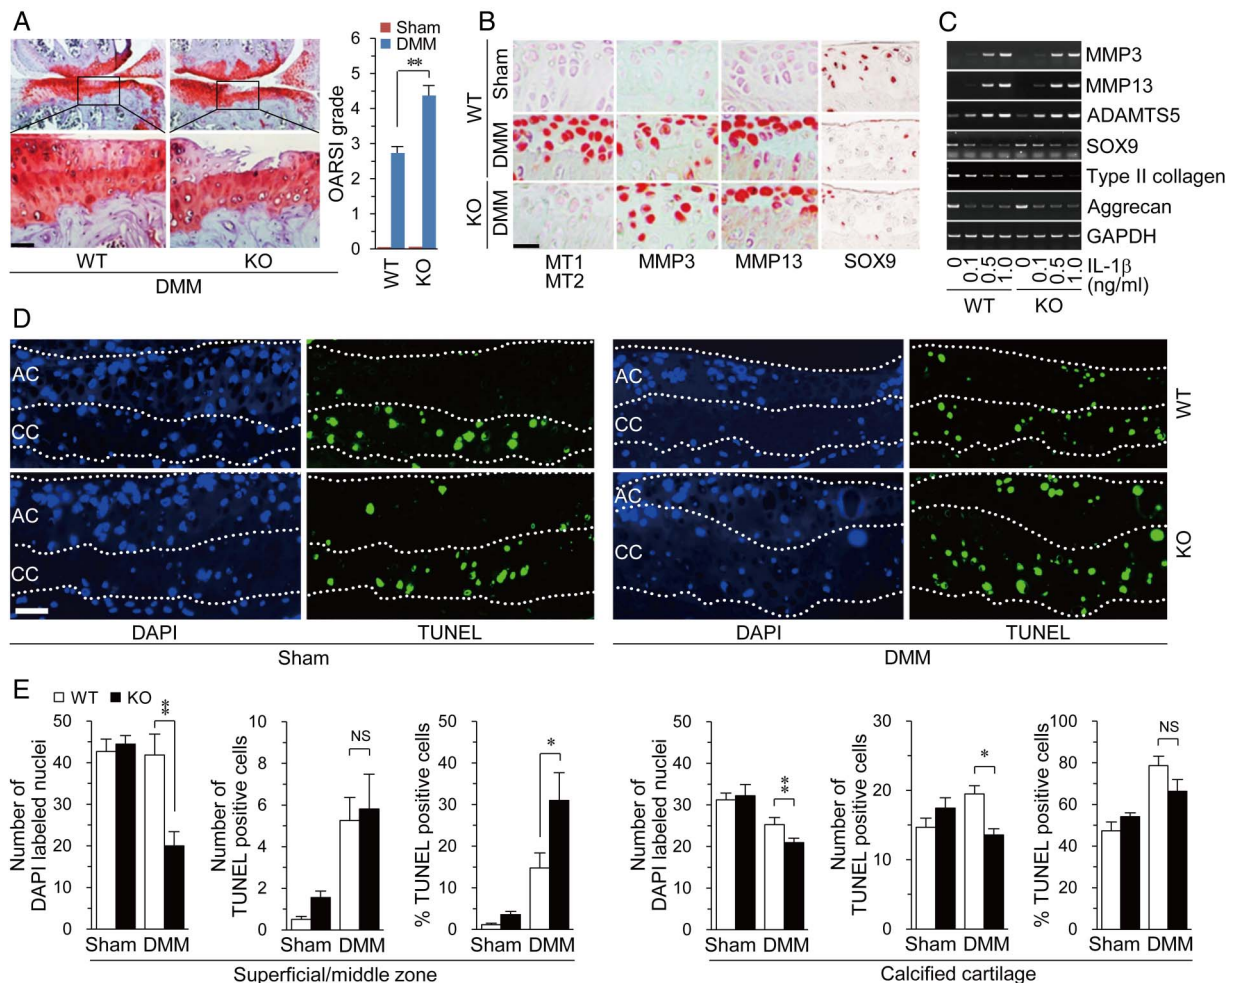 A
Sham
DMM
OARSI grade
6
5
4
3
2
1
0
**
WT
KO
WT
KO
DMM
B
WT
Sham
DMM
KO
DMM
MT1
MT2
MMP3
MMP13
SOX9
C
MMP3
MMP13
ADAMTS5
SOX9
Type II collagen
Aggrecan
GAPDH
0 0.1 0.5 1.0 0 0.1 0.5 1.0 IL-1β
(ng/ml)
WT KO
D
AC
CC
AC
CC
AC
CC
AC
CC
WT
KO
DAPI TUNEL DAPI TUNEL
Sham DMM
E
WT KO
Number of
DAPI labeled nuclei
50
40
30
20
10
0
**
Sham DMM
Number of
TUNEL positive cells
10
8
6
4
2
0
NS
Sham DMM
% TUNEL positive cells
50
40
30
20
10
0
*
Sham DMM
Superficial/middle zone
Number of
DAPI labeled nuclei
50
40
30
20
10
0
**
Sham DMM
Number of
TUNEL positive cells
30
20
10
0
*
Sham DMM
% TUNEL positive cells
100
80
60
40
20
0
NS
Sham DMM
Calcified cartilage